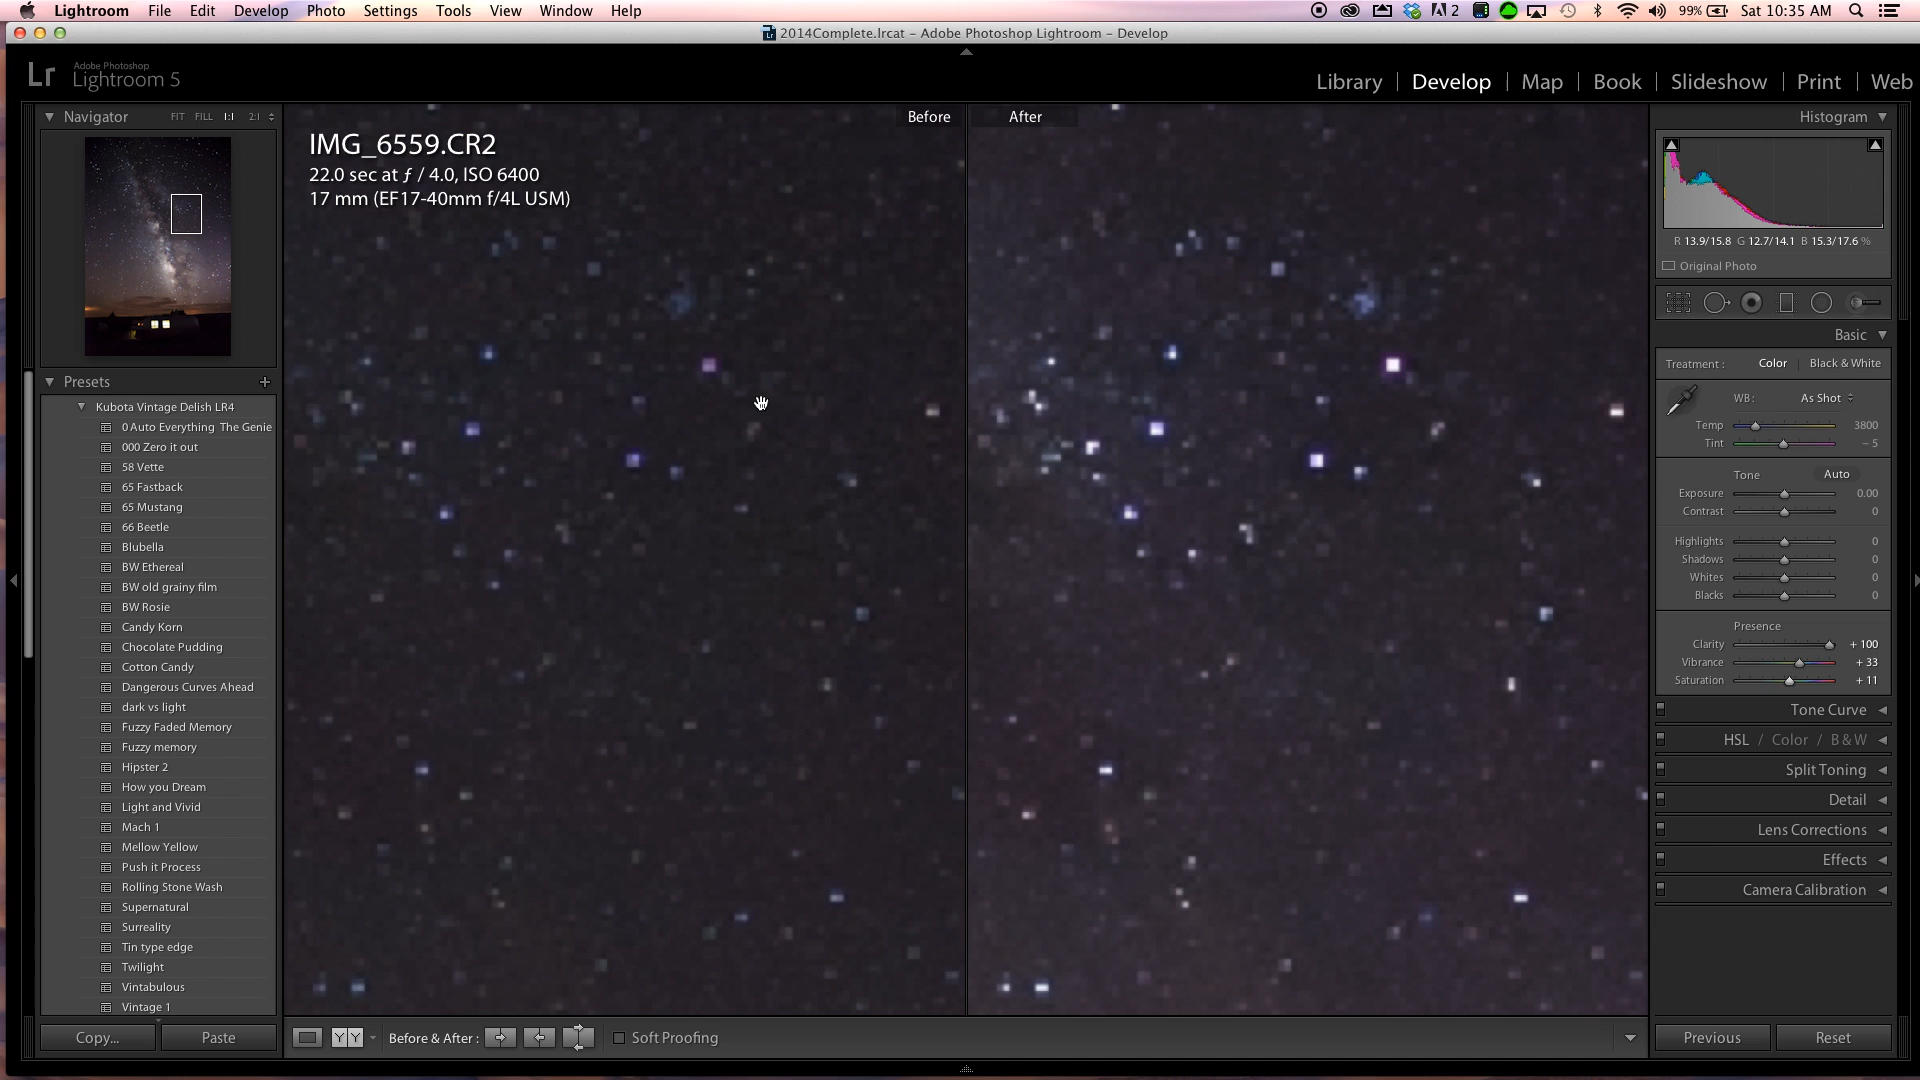 Lightroom File Edit Develop Photo Settings Tools View Window Help
2 99% Sat 10:35 AM
2014Complete.lrcat – Adobe Photoshop Lightroom – Develop
Lr Adobe Photoshop
Lightroom 5
Library Develop Map Book Slideshow Print Web
Navigator FIT FILL 1:1 2:1
Presets
Kubota Vintage Delish LR4
0 Auto Everything The Genie
000 Zero it out
58 Vette
65 Fastback
65 Mustang
66 Beetle
Blubella
BW Ethereal
BW old grainy film
BW Rosie
Candy Korn
Chocolate Pudding
Cotton Candy
Dangerous Curves Ahead
dark vs light
Fuzzy Faded Memory
Fuzzy memory
Hipster 2
How you Dream
Light and Vivid
Mach 1
Mellow Yellow
Push it Process
Rolling Stone Wash
Supernatural
Surreality
Tin type edge
Twilight
Vintabulous
Vintage 1
Copy... Paste
Before After
IMG_6559.CR2
22.0 sec at ƒ / 4.0, ISO 6400
17 mm (EF17-40mm f/4L USM)
YY Before & After : Soft Proofing
Histogram
R 13.9/15.8 G 12.7/14.1 B 15.3/17.6 %
Original Photo
Basic
Treatment : Color Black & White
WB : As Shot
Temp 3800
Tint – 5
Tone Auto
Exposure 0.00
Contrast 0
Highlights 0
Shadows 0
Whites 0
Blacks 0
Presence
Clarity + 100
Vibrance + 33
Saturation + 11
Tone Curve
HSL / Color / B & W
Split Toning
Detail
Lens Corrections
Effects
Camera Calibration
Previous Reset